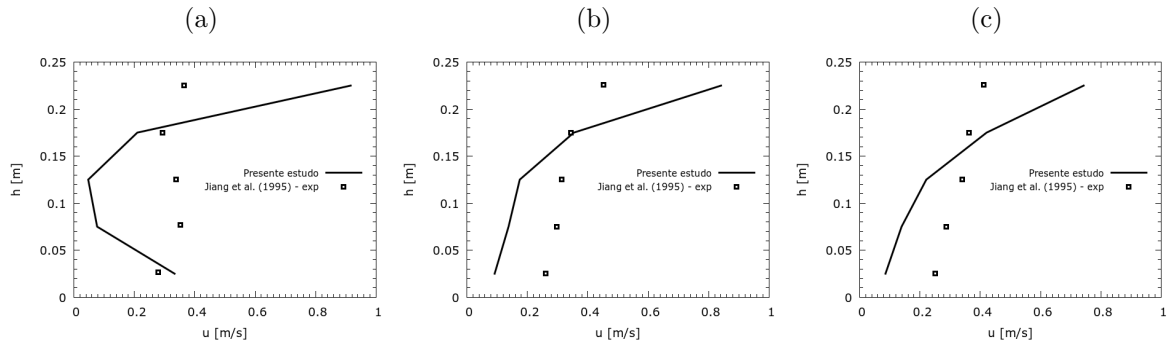 (a)
0.25
0.2
0.15
0.1
0.05
0
h [m]
Presente estudo
Jiang et al. (1995) - exp
0 0.2 0.4 0.6 0.8 1
u [m/s]
(b)
0.25
0.2
0.15
0.1
0.05
0
h [m]
Presente estudo
Jiang et al. (1995) - exp
0 0.2 0.4 0.6 0.8 1
u [m/s]
(c)
0.25
0.2
0.15
0.1
0.05
0
h [m]
Presente estudo
Jiang et al. (1995) - exp
0 0.2 0.4 0.6 0.8 1
u [m/s]